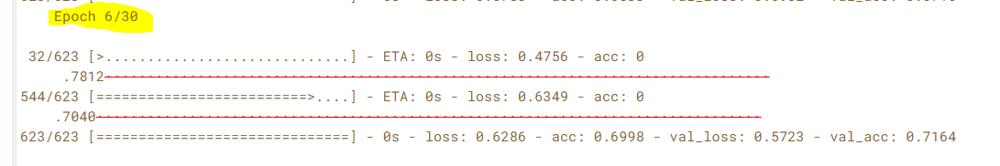 Epoch 6/30
32/623 [>.............................] - ETA: 0s - loss: 0.4756 - acc: 0
.7812
544/623 [=========================>....] - ETA: 0s - loss: 0.6349 - acc: 0
.7040
623/623 [==============================] - 0s - loss: 0.6286 - acc: 0.6998 - val_loss: 0.5723 - val_acc: 0.7164